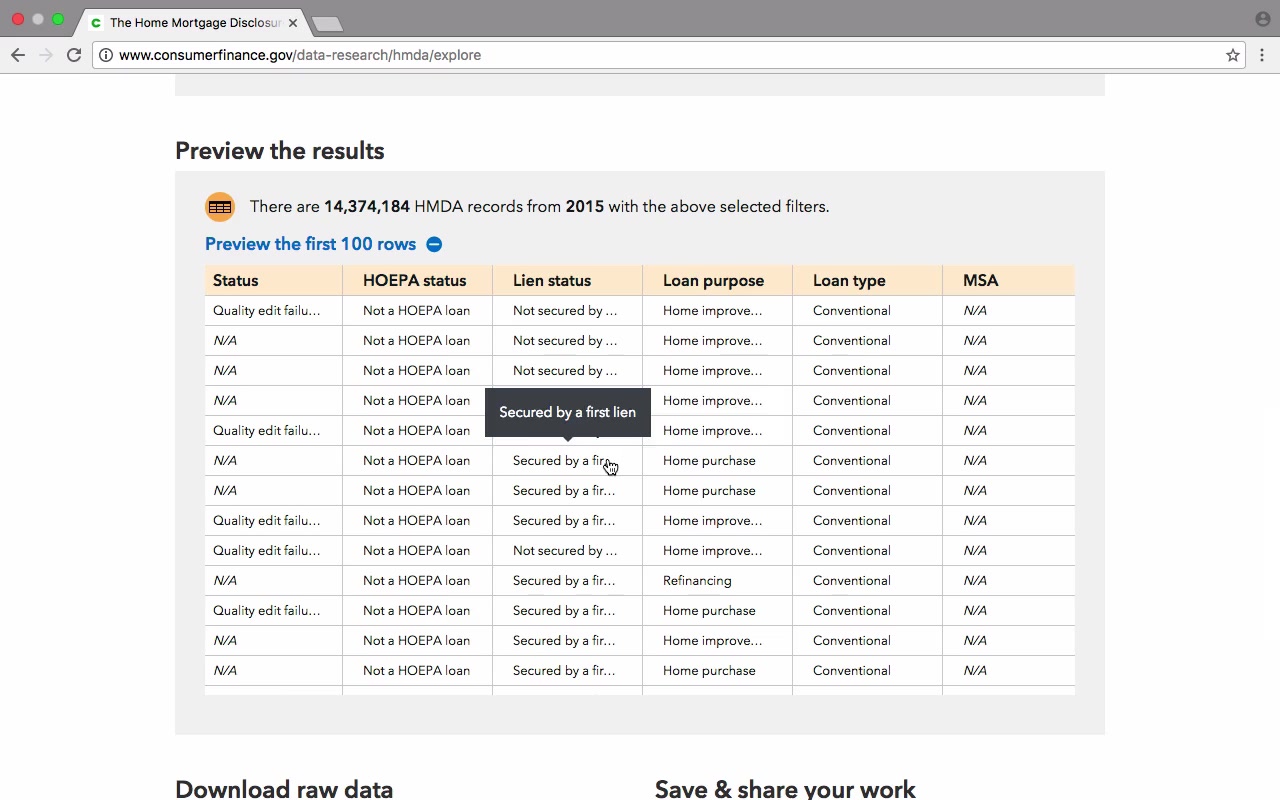 The Home Mortgage Disclosur
www.consumerfinance.gov/data-research/hmda/explore
Preview the results
There are 14,374,184 HMDA records from 2015 with the above selected filters.
Preview the first 100 rows
Status HOEPA status Lien status Loan purpose Loan type MSA
Quality edit failu... Not a HOEPA loan Not secured by ... Home improve... Conventional N/A
N/A Not a HOEPA loan Not secured by ... Home improve... Conventional N/A
N/A Not a HOEPA loan Not secured by ... Home improve... Conventional N/A
N/A Not a HOEPA loan Home improve... Conventional N/A
Secured by a first lien
Quality edit failu... Not a HOEPA loan Home improve... Conventional N/A
N/A Not a HOEPA loan Secured by a fir... Home purchase Conventional N/A
N/A Not a HOEPA loan Secured by a fir... Home purchase Conventional N/A
Quality edit failu... Not a HOEPA loan Secured by a fir... Home improve... Conventional N/A
Quality edit failu... Not a HOEPA loan Not secured by ... Home improve... Conventional N/A
N/A Not a HOEPA loan Secured by a fir... Refinancing Conventional N/A
Quality edit failu... Not a HOEPA loan Secured by a fir... Home purchase Conventional N/A
N/A Not a HOEPA loan Secured by a fir... Home improve... Conventional N/A
N/A Not a HOEPA loan Secured by a fir... Home purchase Conventional N/A
Download raw data Save & share your work